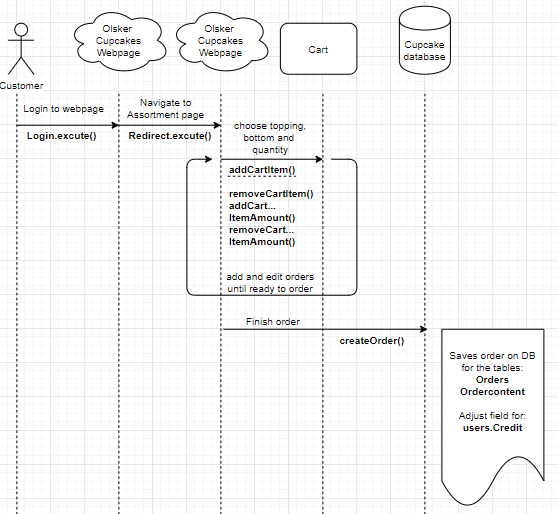 Olsker
Cupcakes
Webpage
Olsker
Cupcakes
Webpage
Cart
Cupcake
database
Customer
Login to webpage
Login.excute()
Navigate to
Assortment page
Redirect.excute()
choose topping,
bottom and
quantity
addCartItem()
removeCartItem()
addCart...
ItemAmount()
removeCart...
ItemAmount()
add and edit orders
until ready to order
Finish order
createOrder()
Saves order on DB
for the tables:
Orders
Ordercontent
Adjust field for:
users.Credit